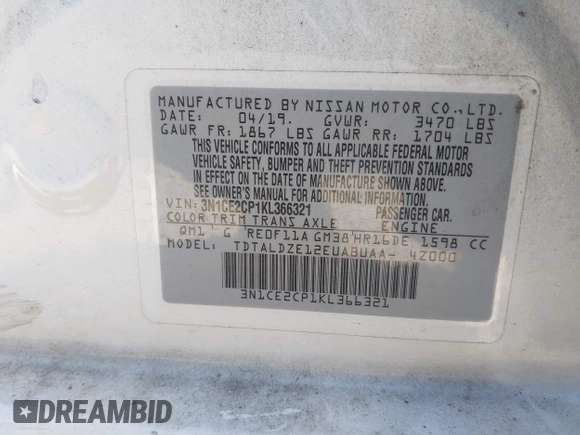 MANUFACTURED BY NISSAN MOTOR CO.,LTD.
DATE: 04/19. GVWR: 3470 LBS
GAWR FR: 1867 LBS GAWR RR: 1704 LBS
THIS VEHICLE CONFORMS TO ALL APPLICABLE FEDERAL MOTOR
VEHICLE SAFETY, BUMPER AND THEFT PREVENTION STANDARDS
IN EFFECT ON THE DATE OF MANUFACTURE SHOWN ABOVE.
SEE OWNER'S MANUAL FOR ADDITIONAL INFORMATION.
VIN: 3N1CE2CP1KL366321 PASSENGER CAR.
COLOR TRIM TRANS AXLE ENGINE
QM1 G RE0F11A GM38 HR16DE 1598 CC
MODEL: TDTALDZE12EUABUAA- 4Z000
3N1CE2CP1KL366321
DREAMBID